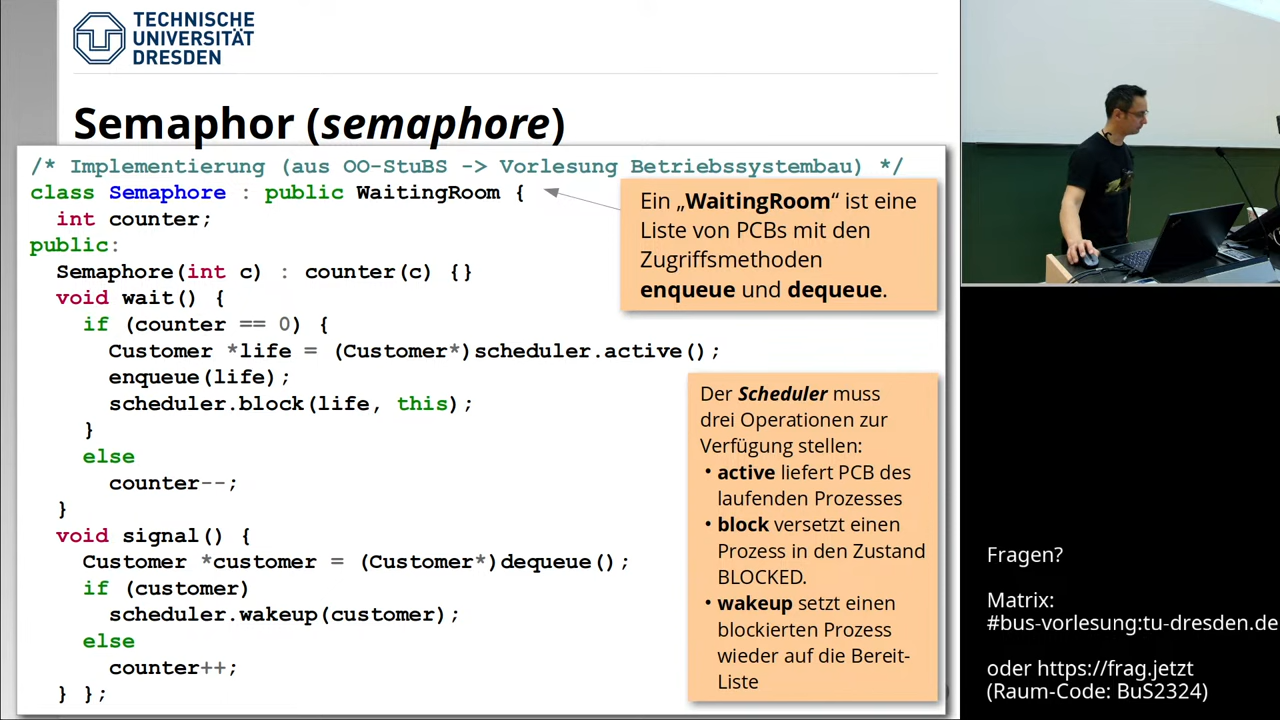 TECHNISCHE
UNIVERSITÄT
DRESDEN
Semaphor (semaphore)
/* Implementierung (aus OO-StuBS -> Vorlesung Betriebssystembau) */
class Semaphore : public WaitingRoom {
int counter;
public:
Semaphore(int c) : counter(c) {}
void wait() {
if (counter == 0) {
Customer *life = (Customer*)scheduler.active();
enqueue(life);
scheduler.block(life, this);
}
else
counter--;
}
void signal() {
Customer *customer = (Customer*)dequeue();
if (customer)
scheduler.wakeup(customer);
else
counter++;
} };
Ein „WaitingRoom“ ist eine
Liste von PCBs mit den
Zugriffsmethoden
enqueue und dequeue.
Der Scheduler muss
drei Operationen zur
Verfügung stellen:
• active liefert PCB des
laufenden Prozesses
• block versetzt einen
Prozess in den Zustand
BLOCKED.
• wakeup setzt einen
blockierten Prozess
wieder auf die Bereit-
Liste
Fragen?
Matrix:
#bus-vorlesung:tu-dresden.de
oder https://frag.jetzt
(Raum-Code: BuS2324)